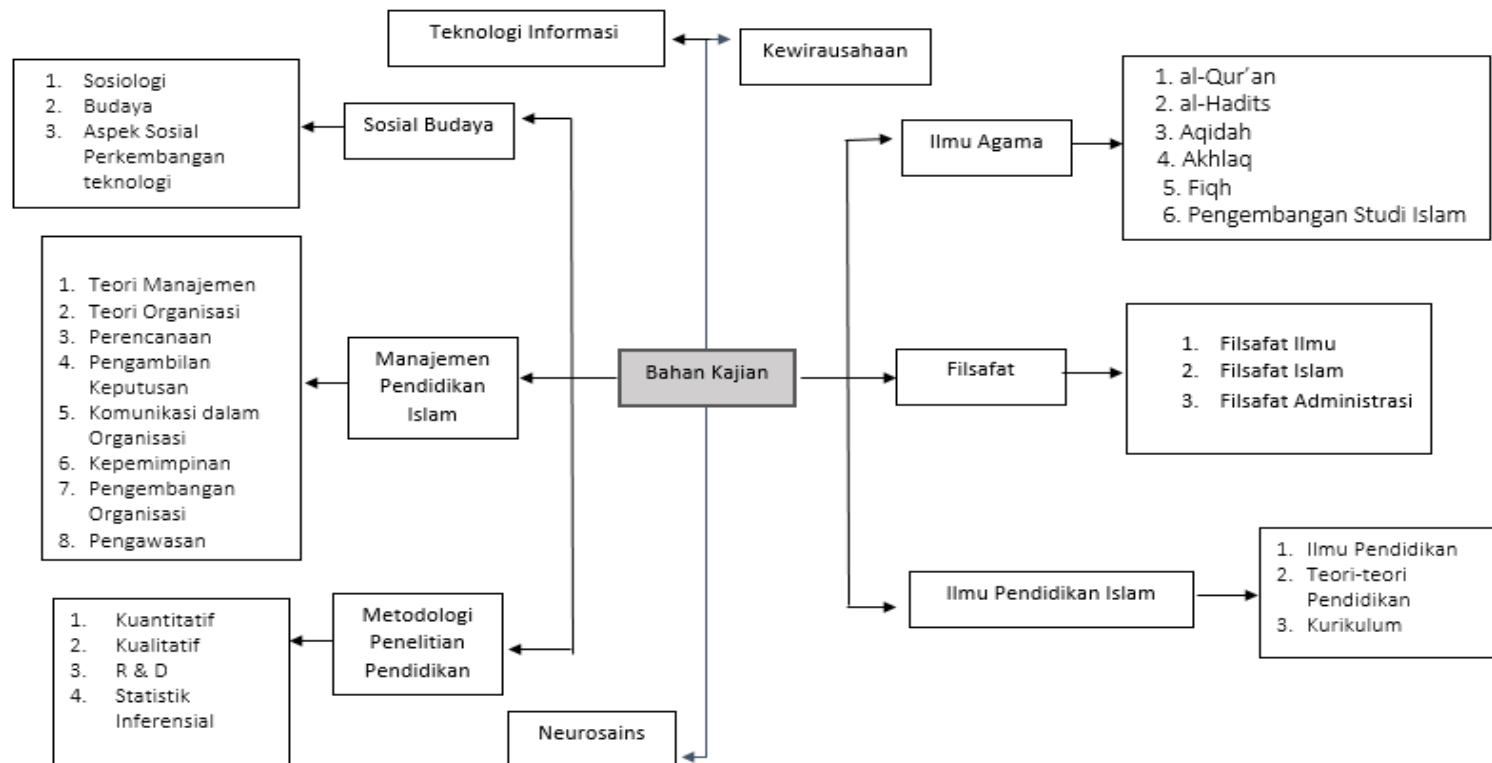 Teknologi Informasi
Kewirausahaan
1. Sosiologi
2. Budaya
3. Aspek Sosial
Perkembangan
teknologi
Sosial Budaya
Ilmu Agama
1. al-Qur´an
2. al-Hadits
3. Aqidah
4. Akhlaq
5. Fiqh
6. Pengembangan Studi Islam
1. Teori Manajemen
2. Teori Organisasi
3. Perencanaan
4. Pengambilan
Keputusan
5. Komunikasi dalam
Organisasi
6. Kepemimpinan
7. Pengembangan
Organisasi
8. Pengawasan
Manajemen
Pendidikan
Islam
Bahan Kajian
Filsafat
1. Filsafat Ilmu
2. Filsafat Islam
3. Filsafat Administrasi
1. Kuantitatif
2. Kualitatif
3. R & D
4. Statistik
Inferensial
Metodologi
Penelitian
Pendidikan
Ilmu Pendidikan Islam
1. Ilmu Pendidikan
2. Teori-teori
Pendidikan
3. Kurikulum
Neurosains